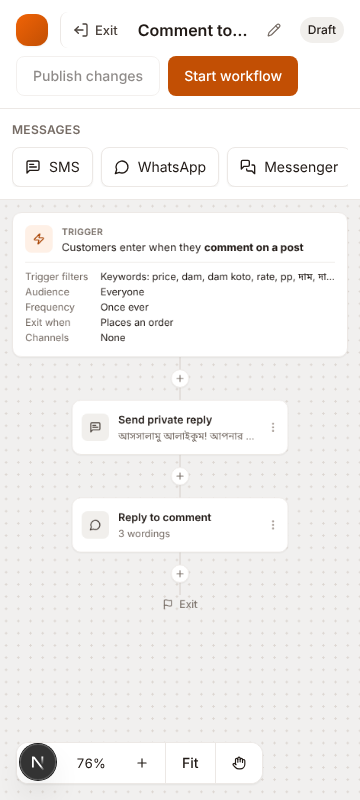 Exit
Comment to...
Draft
Publish changes
Start workflow
MESSAGES
SMS
WhatsApp
Messenger
TRIGGER
Customers enter when they comment on a post
Trigger filters Keywords: price, dam, dam koto, rate, pp, দাম, দা...
Audience Everyone
Frequency Once ever
Exit when Places an order
Channels None
Send private reply
আসসালামু আলাইকুম! আপনার ...
Reply to comment
3 wordings
Exit
N
76%
Fit